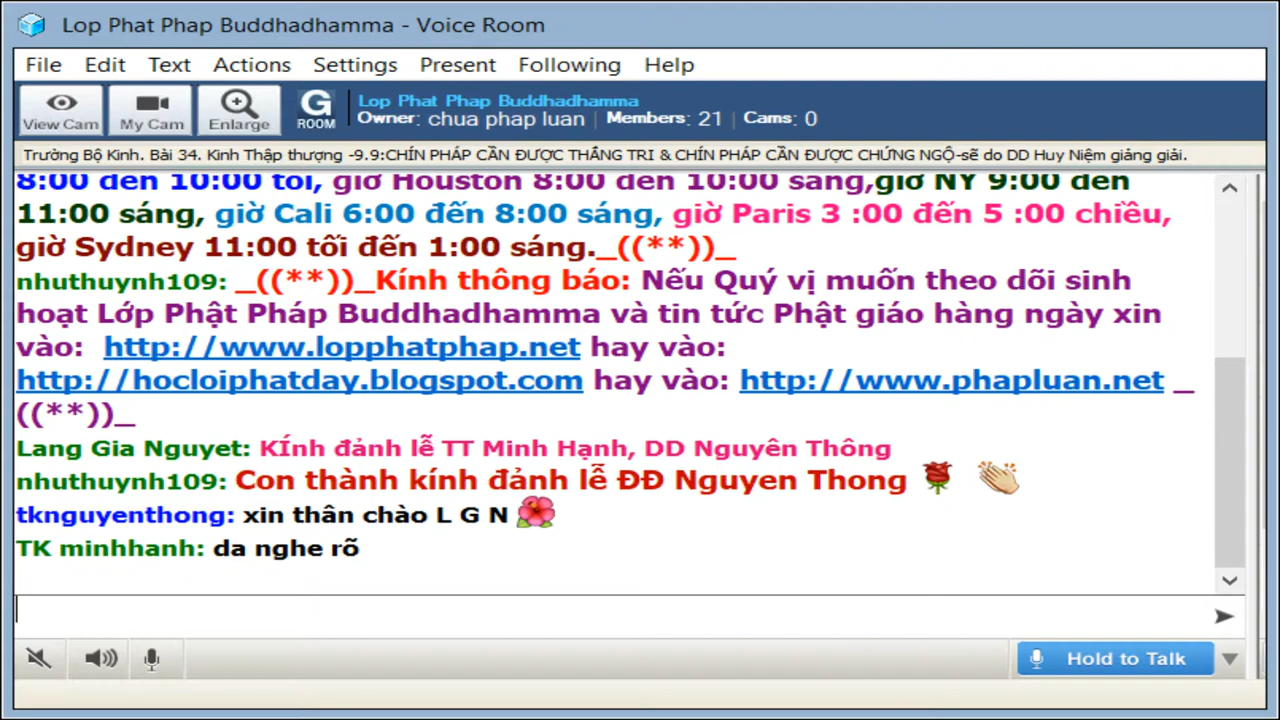 Lop Phat Phap Buddhadhamma - Voice Room
File Edit Text Actions Settings Present Following Help
View Cam My Cam Enlarge G ROOM
Lop Phat Phap Buddhadhamma
Owner: chua phap luan | Members: 21 | Cams: 0
Trường Bộ Kinh. Bài 34. Kinh Thập thượng -9.9:CHÍN PHÁP CẦN ĐƯỢC THẮNG TRI & CHÍN PHÁP CẦN ĐƯỢC CHỨNG NGỘ-sẽ do DD Huy Niệm giảng giải.
8:00 đến 10:00 tối, giờ Houston 8:00 đến 10:00 sáng,giờ NY 9:00 đến
11:00 sáng, giờ Cali 6:00 đến 8:00 sáng, giờ Paris 3 :00 đến 5 :00 chiều,
giờ Sydney 11:00 tối đến 1:00 sáng._((**))_
nhuthuynh109: _((**))_Kính thông báo: Nếu Quý vị muốn theo dõi sinh
hoạt Lớp Phật Pháp Buddhadhamma và tin tức Phật giáo hàng ngày xin
vào: http://www.lopphatphap.net hay vào:
http://hocloiphatday.blogspot.com hay vào: http://www.phapluan.net _
((**))_
Lang Gia Nguyet: KÍnh đảnh lễ TT Minh Hạnh, DD Nguyên Thông
nhuthuynh109: Con thành kính đảnh lễ ĐĐ Nguyen Thong
tknguyenthong: xin thân chào L G N
TK minhhanh: da nghe rõ
Hold to Talk